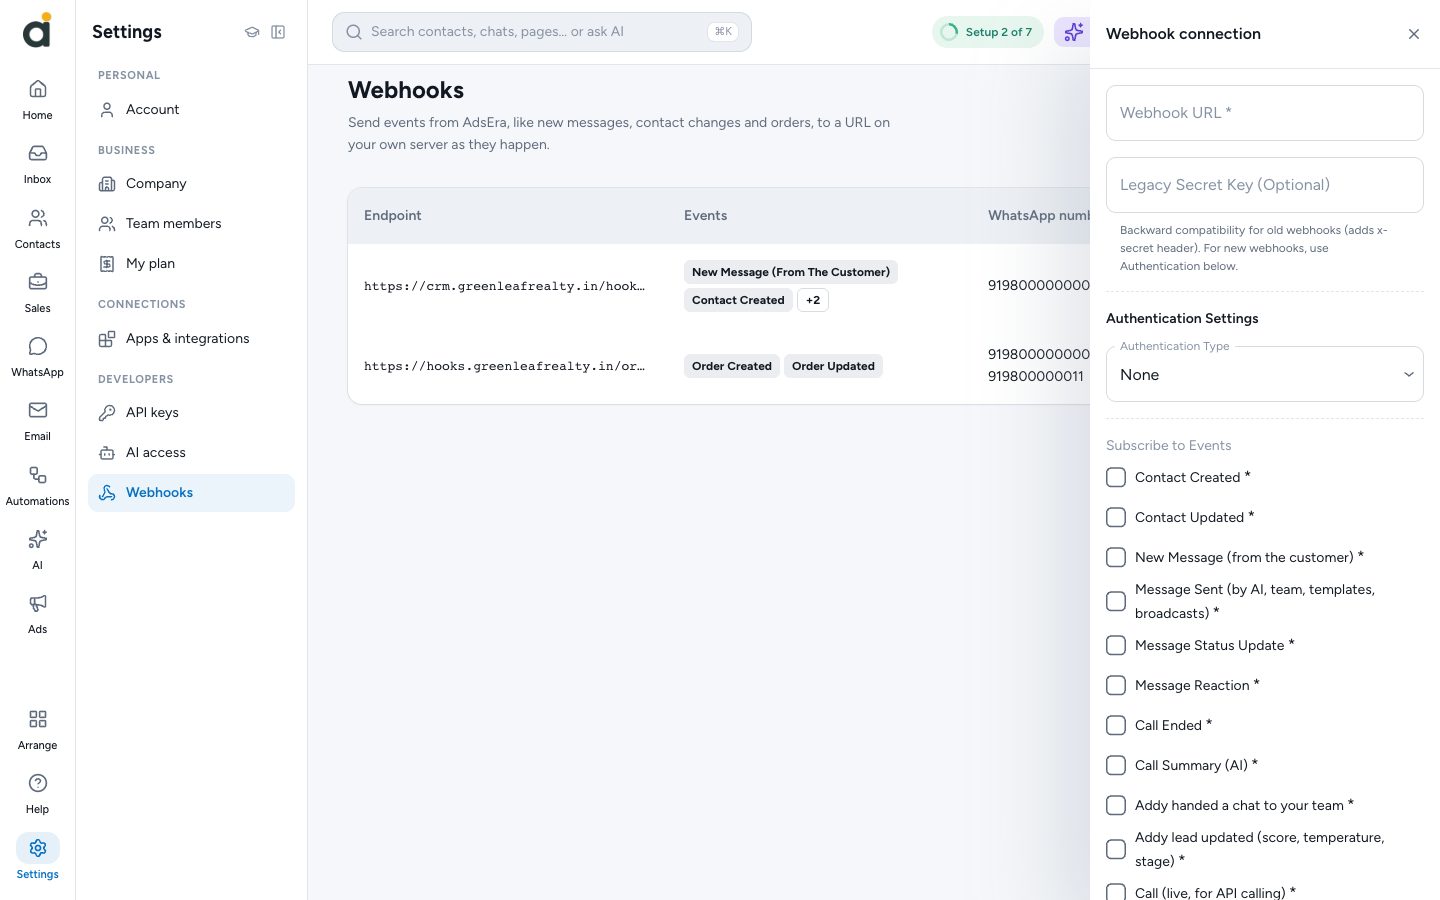 Home
Inbox
Contacts
Sales
WhatsApp
Email
Automations
AI
Ads
Arrange
Help
Settings
Settings
PERSONAL
Account
BUSINESS
Company
Team members
My plan
CONNECTIONS
Apps & integrations
DEVELOPERS
API keys
AI access
Webhooks
Search contacts, chats, pages... or ask AI
⌘K
Setup 2 of 7
Webhooks
Send events from AdsEra, like new messages, contact changes and orders, to a URL on
your own server as they happen.
Endpoint Events WhatsApp numb
https://crm.greenleafrealty.in/hook…
New Message (From The Customer)
Contact Created +2
919800000000
https://hooks.greenleafrealty.in/or…
Order Created Order Updated
919800000000
919800000011
Webhook connection
Webhook URL *
Legacy Secret Key (Optional)
Backward compatibility for old webhooks (adds x-
secret header). For new webhooks, use
Authentication below.
Authentication Settings
Authentication Type
None
Subscribe to Events
Contact Created *
Contact Updated *
New Message (from the customer) *
Message Sent (by AI, team, templates,
broadcasts) *
Message Status Update *
Message Reaction *
Call Ended *
Call Summary (AI) *
Addy handed a chat to your team *
Addy lead updated (score, temperature,
stage) *
Call (live, for API calling) *